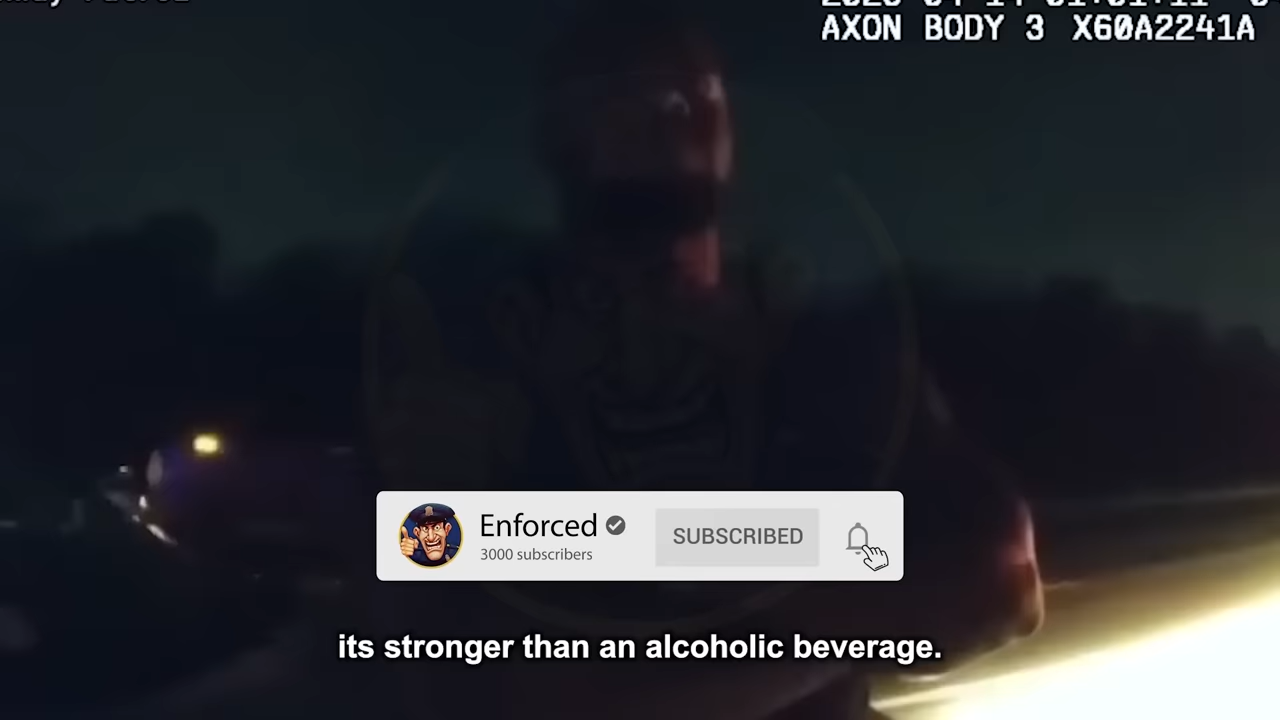 AXON BODY 3 X60A2241A
Enforced
3000 subscribers
SUBSCRIBED
its stronger than an alcoholic beverage.